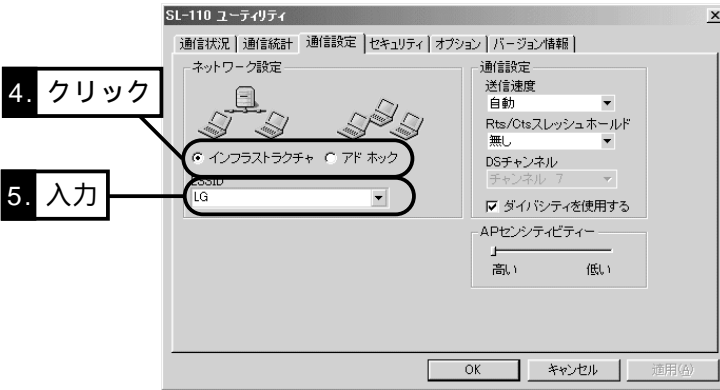 SL-110 ユーティリティ
通信状況 通信統計 通信設定 セキュリティ オプション バージョン情報
ネットワーク設定
4. クリック
インフラストラクチャ アド ホック
ESSID
5. 入力
LG
通信設定
送信速度
自動
Rts/Ctsスレッシュホールド
無し
DSチャンネル
チャンネル 7
ダイバシティを使用する
APセンシティビティー
高い 低い
OK キャンセル 適用(A)